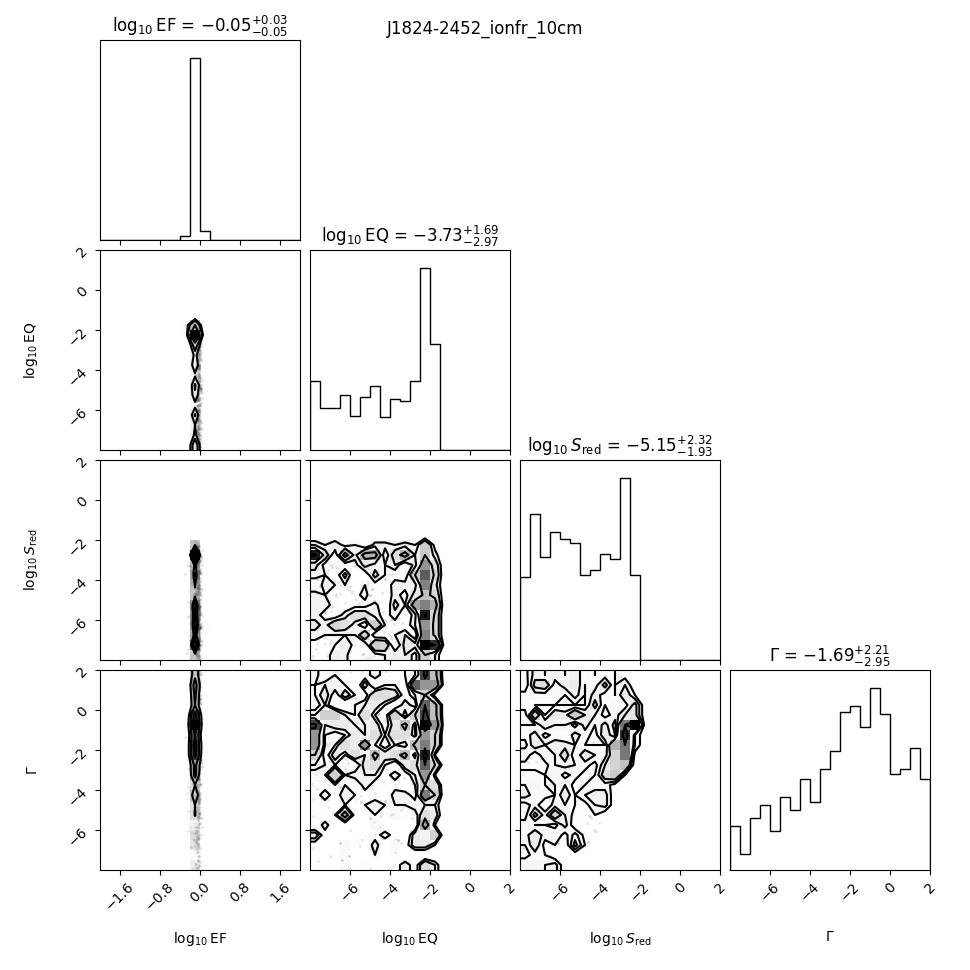 J1824-2452_ionfr_10cm
log₁₀ EF = −0.05⁺⁰·⁰³₋₀.₀₅
log₁₀ EQ = −3.73⁺¹·⁶⁹₋₂.₉₇
2
0
−2
−4
−6
log₁₀ EQ
log₁₀ S_red = −5.15⁺²·³²₋₁.₉₃
2
0
−2
−4
−6
log₁₀ S_red
Γ = −1.69⁺²·²¹₋₂.₉₅
2
0
−2
−4
−6
Γ
−1.6 −0.8 0.0 0.8 1.6
−6 −4 −2 0 2
−6 −4 −2 0 2
−6 −4 −2 0 2
log₁₀ EF
log₁₀ EQ
log₁₀ S_red
Γ